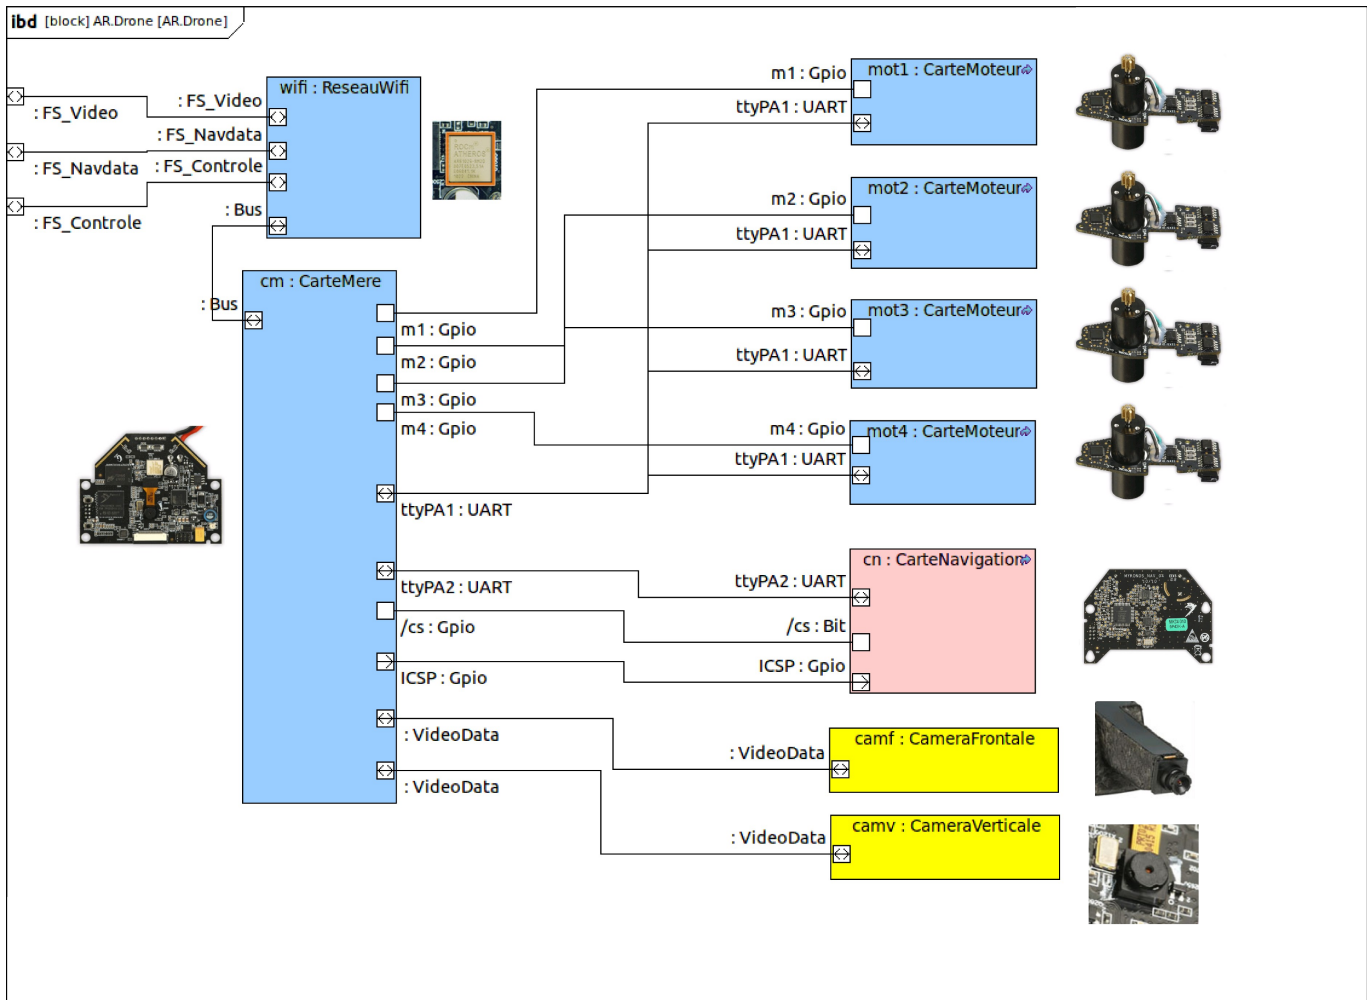 ibd [block] AR.Drone [AR.Drone]
: FS_Video
: FS_Navdata
: FS_Controle
wifi : ReseauWifi
: FS_Video
: FS_Navdata
: FS_Controle
: Bus
ROCm
ATHEROS
cm : CarteMere
: Bus
m1 : Gpio
m2 : Gpio
m3 : Gpio
m4 : Gpio
ttyPA1 : UART
ttyPA2 : UART
/cs : Gpio
ICSP : Gpio
: VideoData
: VideoData
mot1 : CarteMoteur
m1 : Gpio
ttyPA1 : UART
mot2 : CarteMoteur
m2 : Gpio
ttyPA1 : UART
mot3 : CarteMoteur
m3 : Gpio
ttyPA1 : UART
mot4 : CarteMoteur
m4 : Gpio
ttyPA1 : UART
cn : CarteNavigation
ttyPA2 : UART
/cs : Bit
ICSP : Gpio
camf : CameraFrontale
: VideoData
camv : CameraVerticale
: VideoData